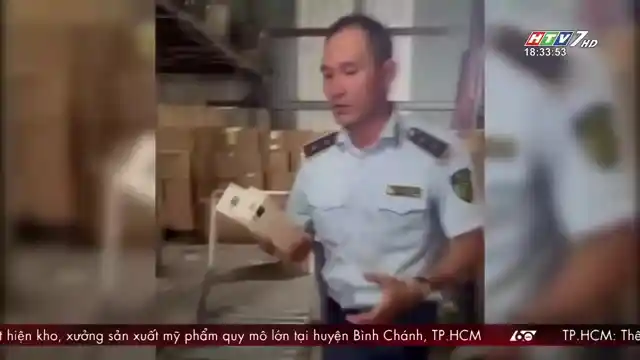 HTV7 HD
18:33:53
t hiện kho, xưởng sản xuất mỹ phẩm quy mô lớn tại huyện Bình Chánh, TP.HCM 60 TP.HCM: Thê